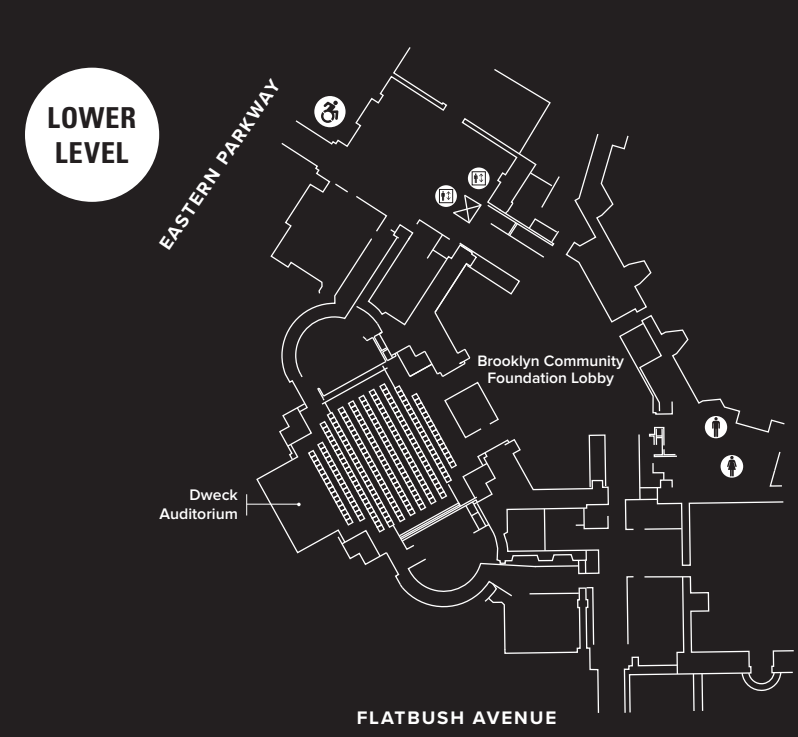 LOWER
LEVEL
EASTERN PARKWAY
Brooklyn Community
Foundation Lobby
Dweck
Auditorium
FLATBUSH AVENUE